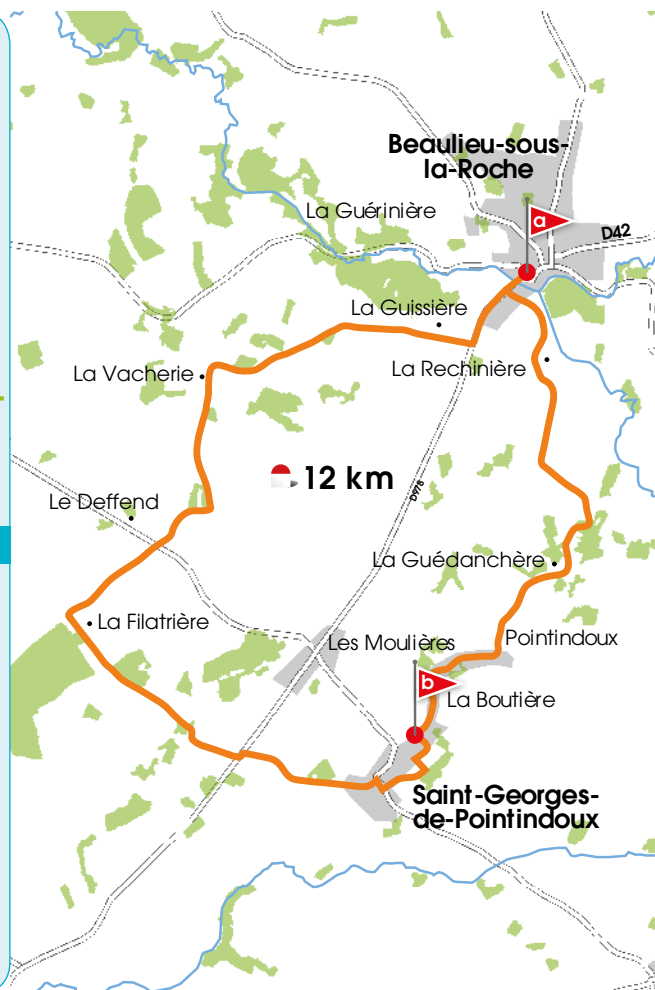 Beaulieu-sous-
la-Roche
La Guérinière
a
D42
La Guissière
La Rechinière
La Vacherie
12 km
D978
Le Deffend
La Guédanchère
La Filatrière
Les Moulières
Pointindoux
b
La Boutière
Saint-Georges-
de-Pointindoux